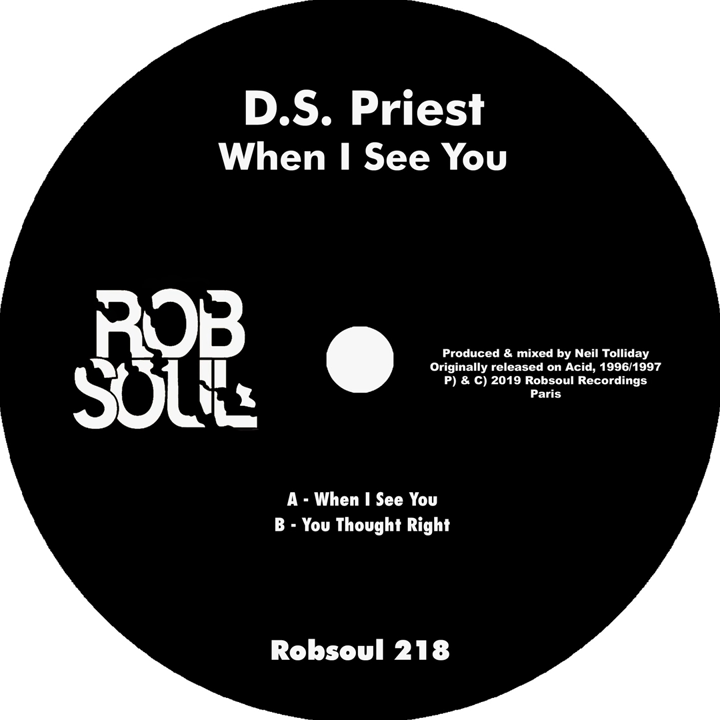 D.S. Priest
When I See You
ROB
SOUL
Produced & mixed by Neil Tolliday
Originally released on Acid, 1996/1997
P) & C) 2019 Robsoul Recordings
Paris
A - When I See You
B - You Thought Right
Robsoul 218